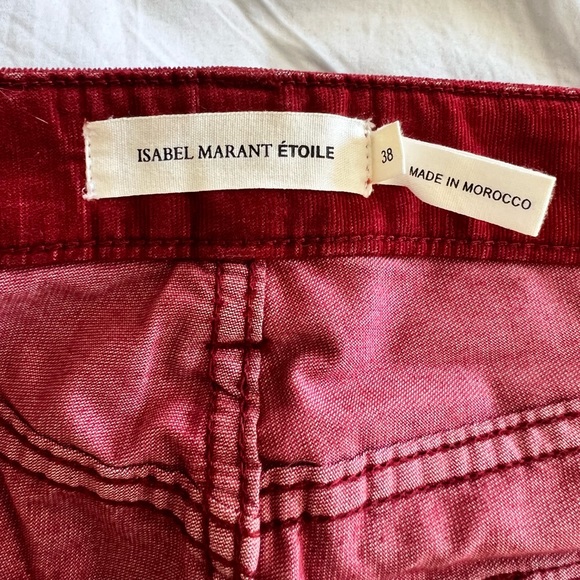 ISABEL MARANT ÉTOILE
38
MADE IN MOROCCO